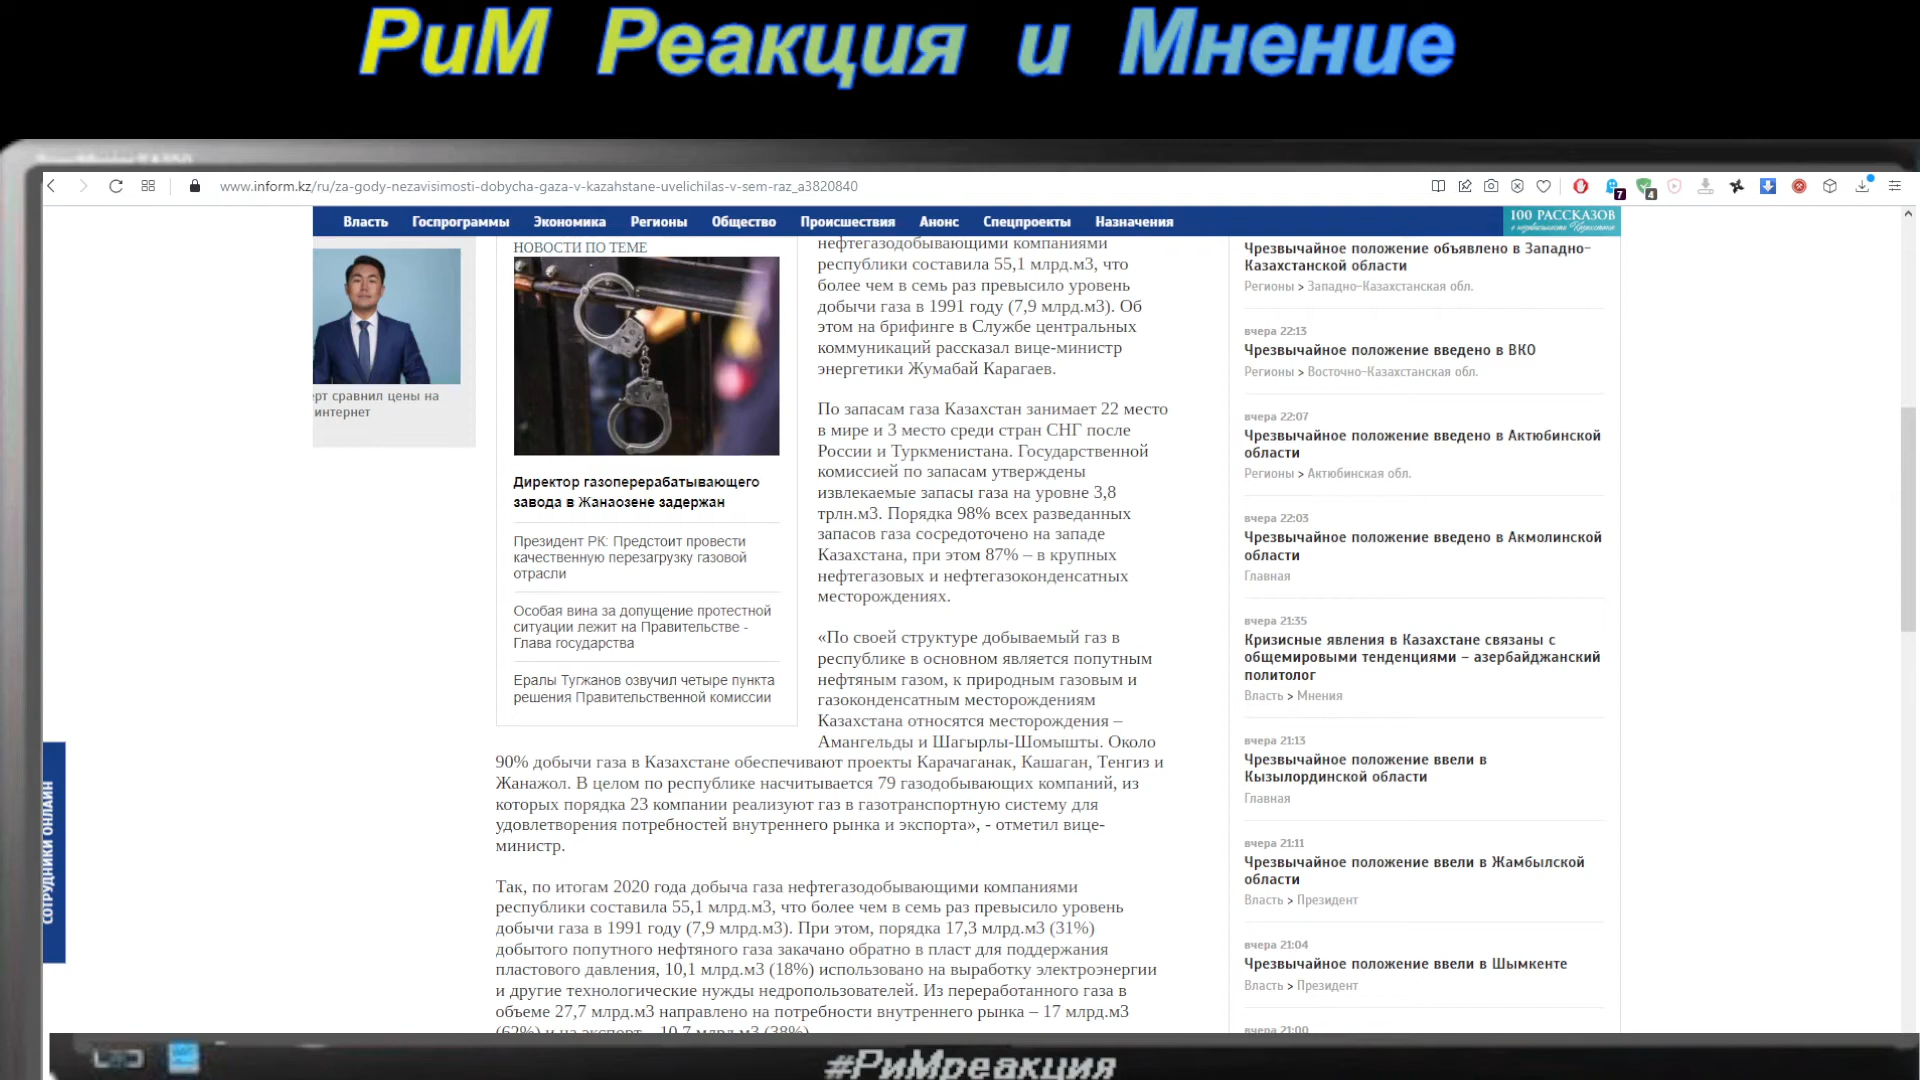 РиМ Реакция и Мнение
www.inform.kz/ru/za-gody-nezavisimosti-dobycha-gaza-v-kazahstane-uvelichilas-v-sem-raz_a3820840
7
4
Власть Госпрограммы Экономика Регионы Общество Происшествия Анонс Спецпроекты Назначения
100 РАССКАЗОВ
о независимости Казахстана
ерт сравнил цены на
интернет
СОТРУДНИКИ ОНЛАЙН
НОВОСТИ ПО ТЕМЕ
Директор газоперерабатывающего
завода в Жанаозене задержан
Президент РК: Предстоит провести
качественную перезагрузку газовой
отрасли
Особая вина за допущение протестной
ситуации лежит на Правительстве -
Глава государства
Ералы Тугжанов озвучил четыре пункта
решения Правительственной комиссии
нефтегазодобывающими компаниями
республики составила 55,1 млрд.м3, что
более чем в семь раз превысило уровень
добычи газа в 1991 году (7,9 млрд.м3). Об
этом на брифинге в Службе центральных
коммуникаций рассказал вице-министр
энергетики Жумабай Карагаев.
По запасам газа Казахстан занимает 22 место
в мире и 3 место среди стран СНГ после
России и Туркменистана. Государственной
комиссией по запасам утверждены
извлекаемые запасы газа на уровне 3,8
трлн.м3. Порядка 98% всех разведанных
запасов газа сосредоточено на западе
Казахстана, при этом 87% – в крупных
нефтегазовых и нефтегазоконденсатных
месторождениях.
«По своей структуре добываемый газ в
республике в основном является попутным
нефтяным газом, к природным газовым и
газоконденсатным месторождениям
Казахстана относятся месторождения –
Амангельды и Шагырлы-Шомышты. Около
90% добычи газа в Казахстане обеспечивают проекты Карачаганак, Кашаган, Тенгиз и
Жанажол. В целом по республике насчитывается 79 газодобывающих компаний, из
которых порядка 23 компании реализуют газ в газотранспортную систему для
удовлетворения потребностей внутреннего рынка и экспорта», - отметил вице-
министр.
Так, по итогам 2020 года добыча газа нефтегазодобывающими компаниями
республики составила 55,1 млрд.м3, что более чем в семь раз превысило уровень
добычи газа в 1991 году (7,9 млрд.м3). При этом, порядка 17,3 млрд.м3 (31%)
добытого попутного нефтяного газа закачано обратно в пласт для поддержания
пластового давления, 10,1 млрд.м3 (18%) использовано на выработку электроэнергии
и другие технологические нужды недропользователей. Из переработанного газа в
объеме 27,7 млрд.м3 направлено на потребности внутреннего рынка – 17 млрд.м3
(62%) и на экспорт – 10,7 млрд.м3 (38%)
Чрезвычайное положение объявлено в Западно-
Казахстанской области
Регионы > Западно-Казахстанская обл.
вчера 22:13
Чрезвычайное положение введено в ВКО
Регионы > Восточно-Казахстанская обл.
вчера 22:07
Чрезвычайное положение введено в Актюбинской
области
Регионы > Актюбинская обл.
вчера 22:03
Чрезвычайное положение введено в Акмолинской
области
Главная
вчера 21:35
Кризисные явления в Казахстане связаны с
общемировыми тенденциями – азербайджанский
политолог
Власть > Мнения
вчера 21:13
Чрезвычайное положение ввели в
Кызылординской области
Главная
вчера 21:11
Чрезвычайное положение ввели в Жамбылской
области
Власть > Президент
вчера 21:04
Чрезвычайное положение ввели в Шымкенте
Власть > Президент
вчера 21:00
#РиМреакция